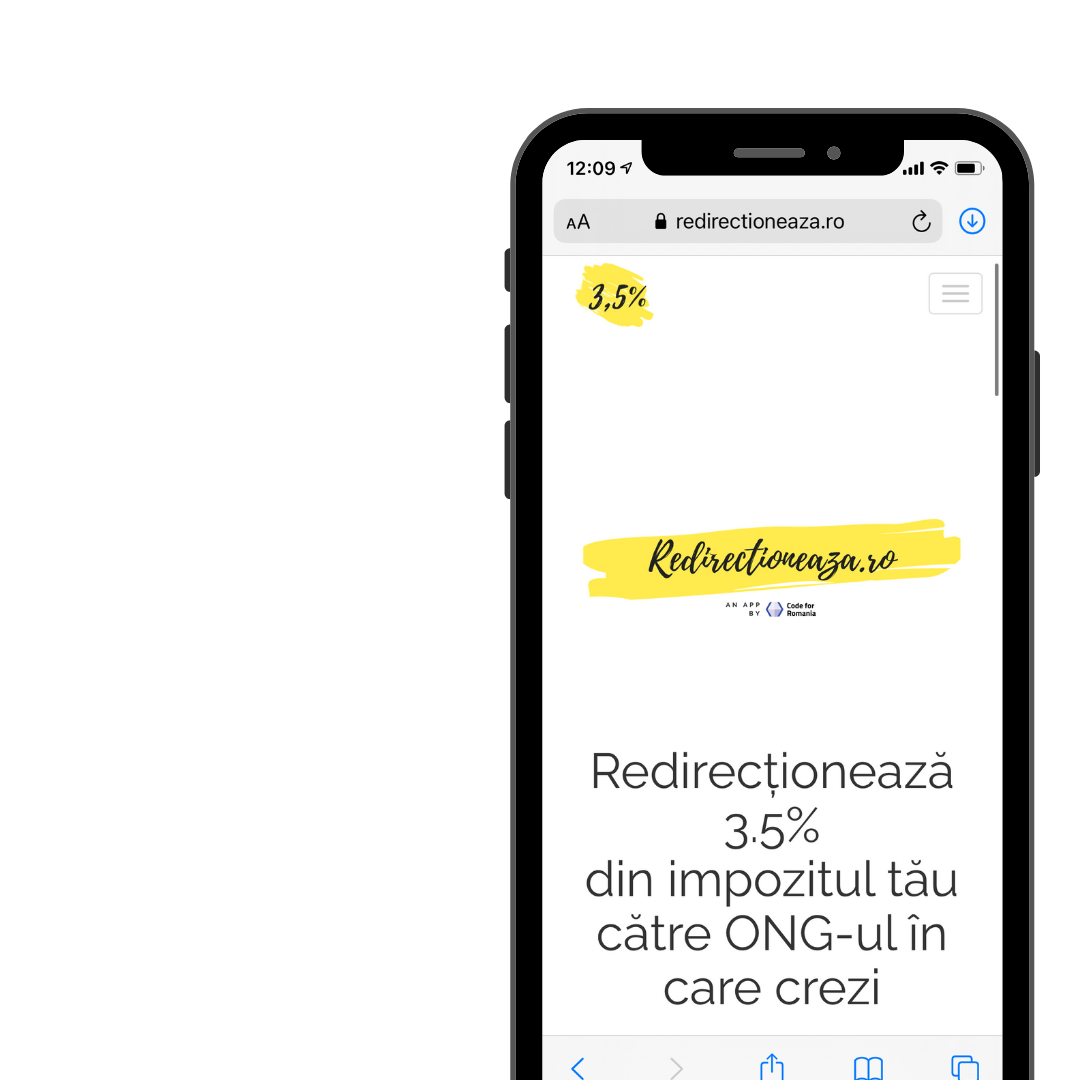 12:09
AA redirectioneaza.ro
3,5%
Redirectioneaza.ro
AN APP
BY
Code for
Romania
Redirecționează
3.5%
din impozitul tău
către ONG-ul în
care crezi